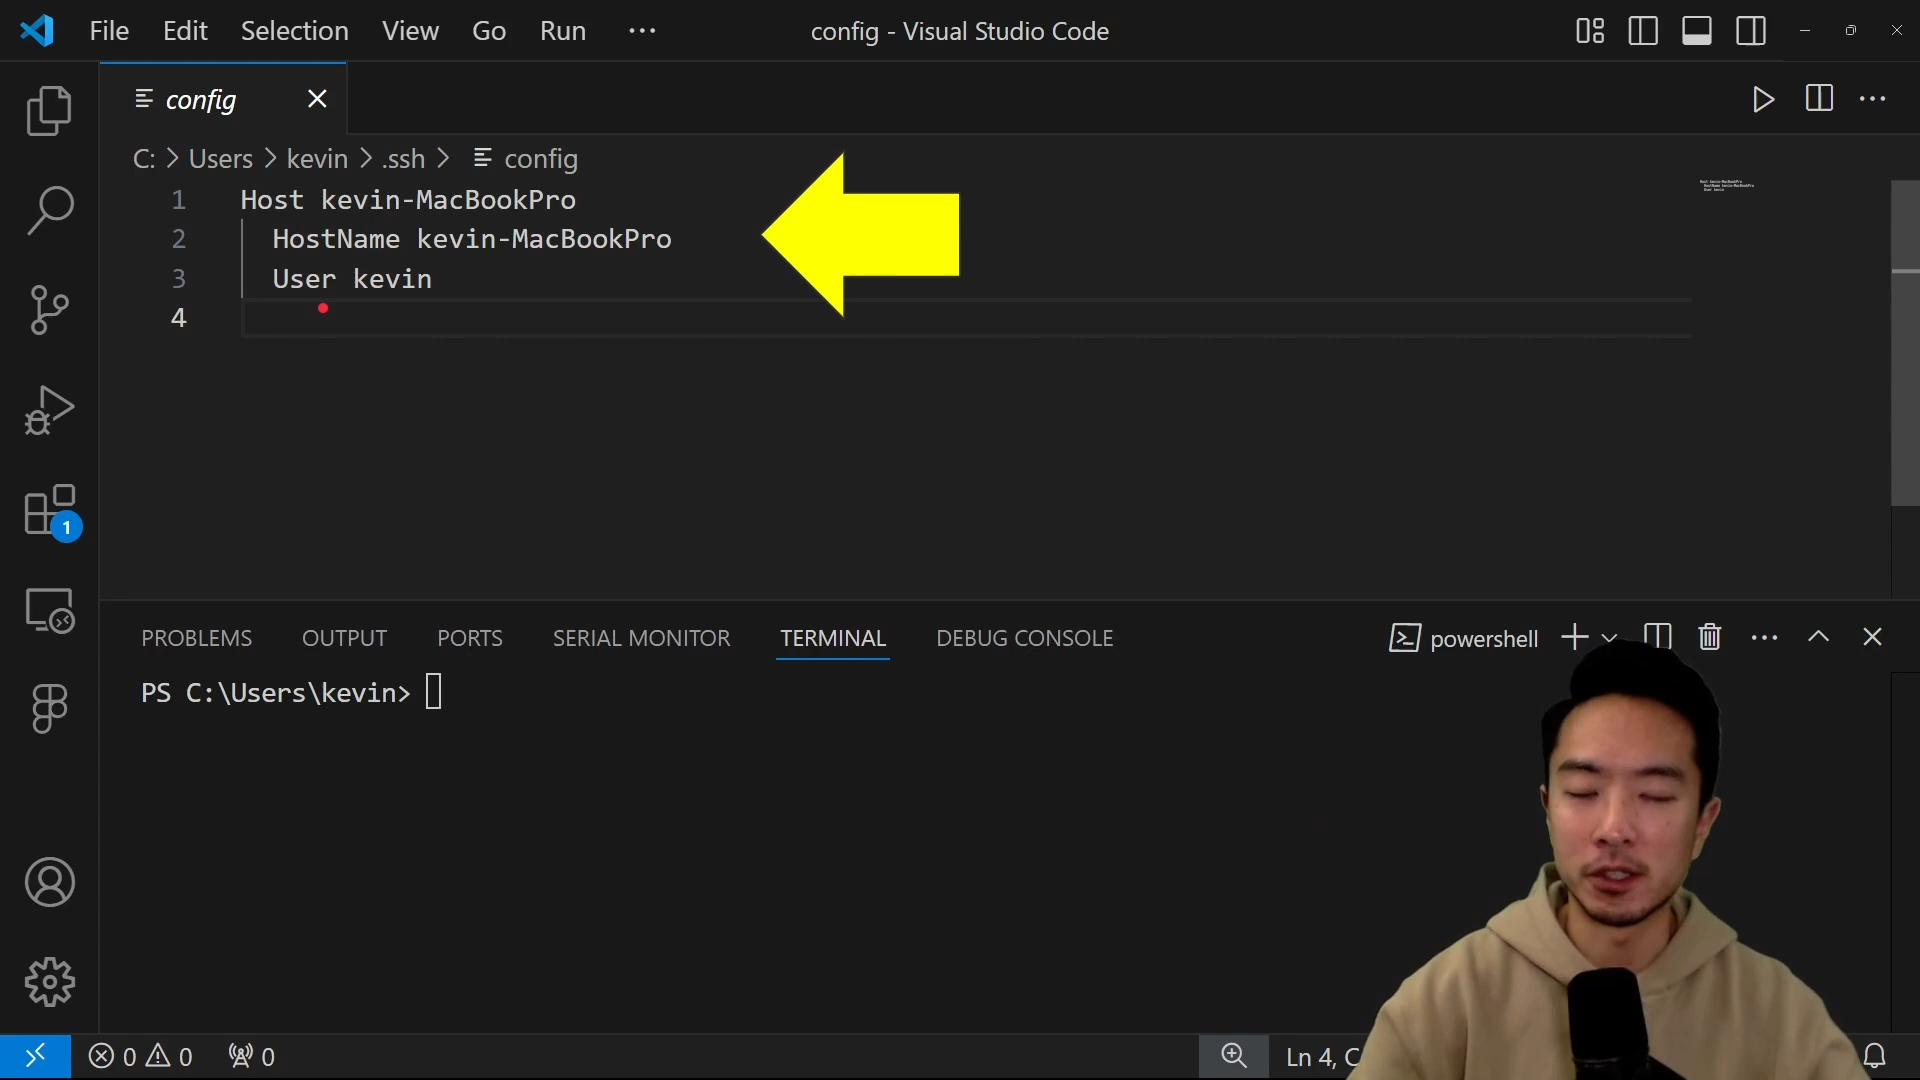 File Edit Selection View Go Run ··· config - Visual Studio Code
config
C: > Users > kevin > .ssh > config
1 Host kevin-MacBookPro
2 HostName kevin-MacBookPro
3 User kevin
4
1
PROBLEMS OUTPUT PORTS SERIAL MONITOR TERMINAL DEBUG CONSOLE powershell
PS C:\Users\kevin>
0 0 0 Ln 4, C